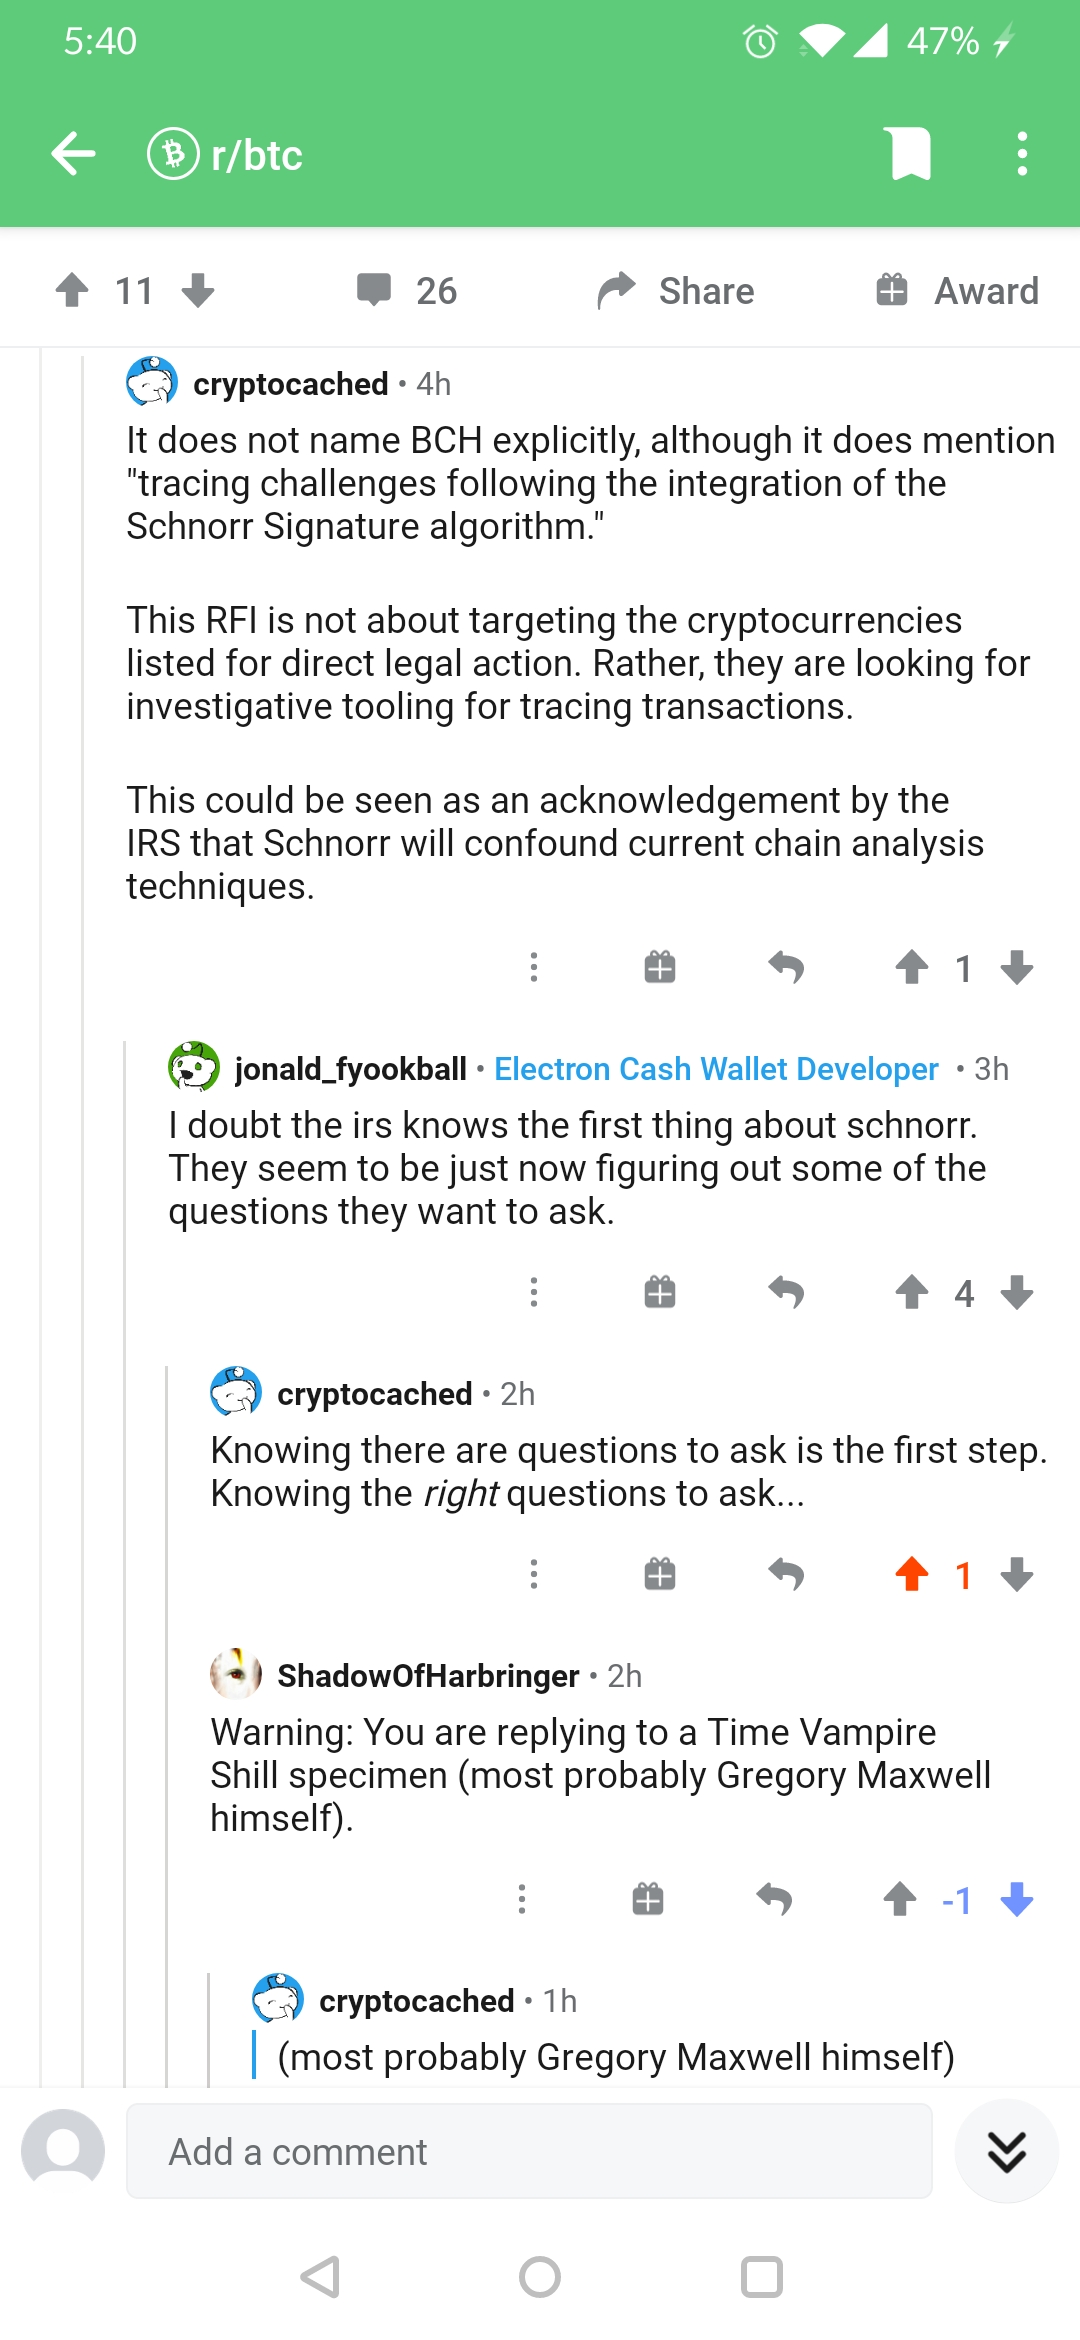 5:40
47%
r/btc
11
26
Share
Award
cryptocached • 4h
It does not name BCH explicitly, although it does mention
"tracing challenges following the integration of the
Schnorr Signature algorithm."
This RFI is not about targeting the cryptocurrencies
listed for direct legal action. Rather, they are looking for
investigative tooling for tracing transactions.
This could be seen as an acknowledgement by the
IRS that Schnorr will confound current chain analysis
techniques.
1
jonald_fyookball • Electron Cash Wallet Developer • 3h
I doubt the irs knows the first thing about schnorr.
They seem to be just now figuring out some of the
questions they want to ask.
4
cryptocached • 2h
Knowing there are questions to ask is the first step.
Knowing the right questions to ask...
1
ShadowOfHarbringer • 2h
Warning: You are replying to a Time Vampire
Shill specimen (most probably Gregory Maxwell
himself).
-1
cryptocached • 1h
(most probably Gregory Maxwell himself)
Add a comment